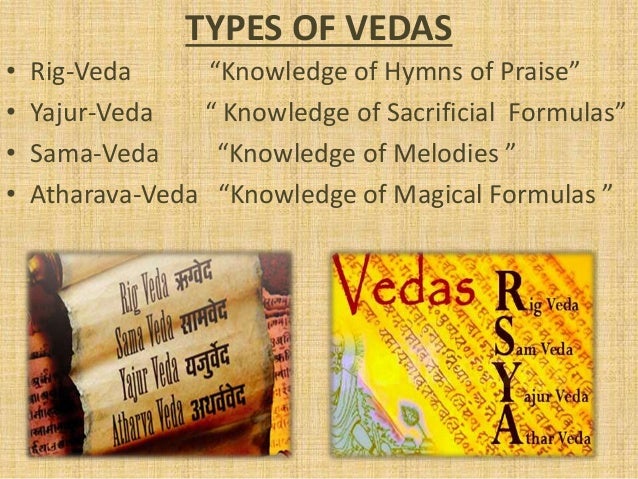 TYPES OF VEDAS
• Rig-Veda “Knowledge of Hymns of Praise”
• Yajur-Veda “ Knowledge of Sacrificial Formulas”
• Sama-Veda “Knowledge of Melodies ”
• Atharava-Veda “Knowledge of Magical Formulas ”
Rig Veda ऋग्वेद
Sama Veda सामवेद
Yajur Veda यजुर्वेद
Atharva Veda अथर्ववेद
Vedas
Rig Veda
Sam Veda
Yajur Veda
Athar Veda